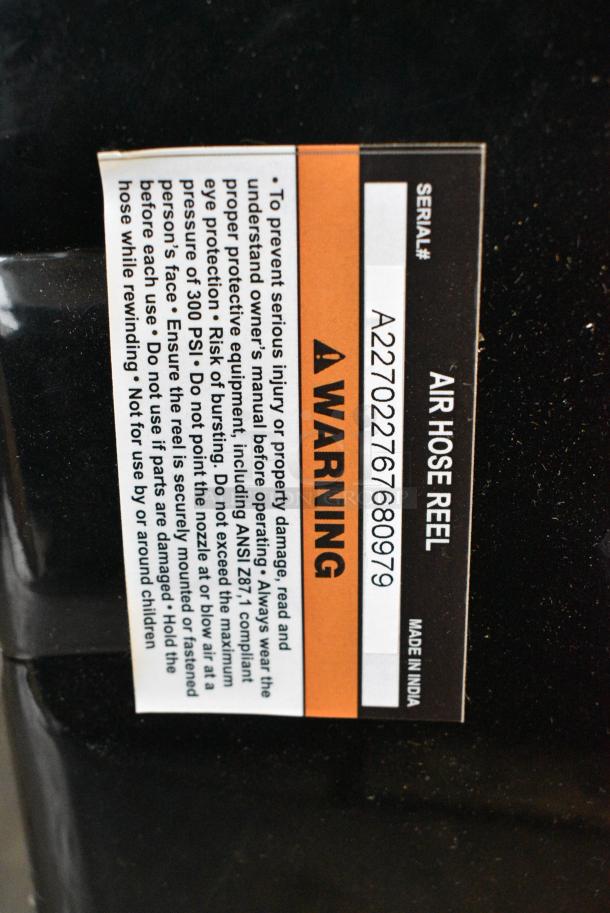 AIR HOSE REEL
SERIAL#
MADE IN INDIA
A227022767680979
⚠ WARNING
• To prevent serious injury or property damage, read and
understand owner's manual before operating • Always wear the
proper protective equipment, including ANSI Z87,1 compliant
eye protection • Risk of bursting. Do not exceed the maximum
pressure of 300 PSI • Do not point the nozzle at or blow air at a
person's face • Ensure the reel is securely mounted or fastened
before each use • Do not use if parts are damaged • Hold the
hose while rewinding • Not for use by or around children